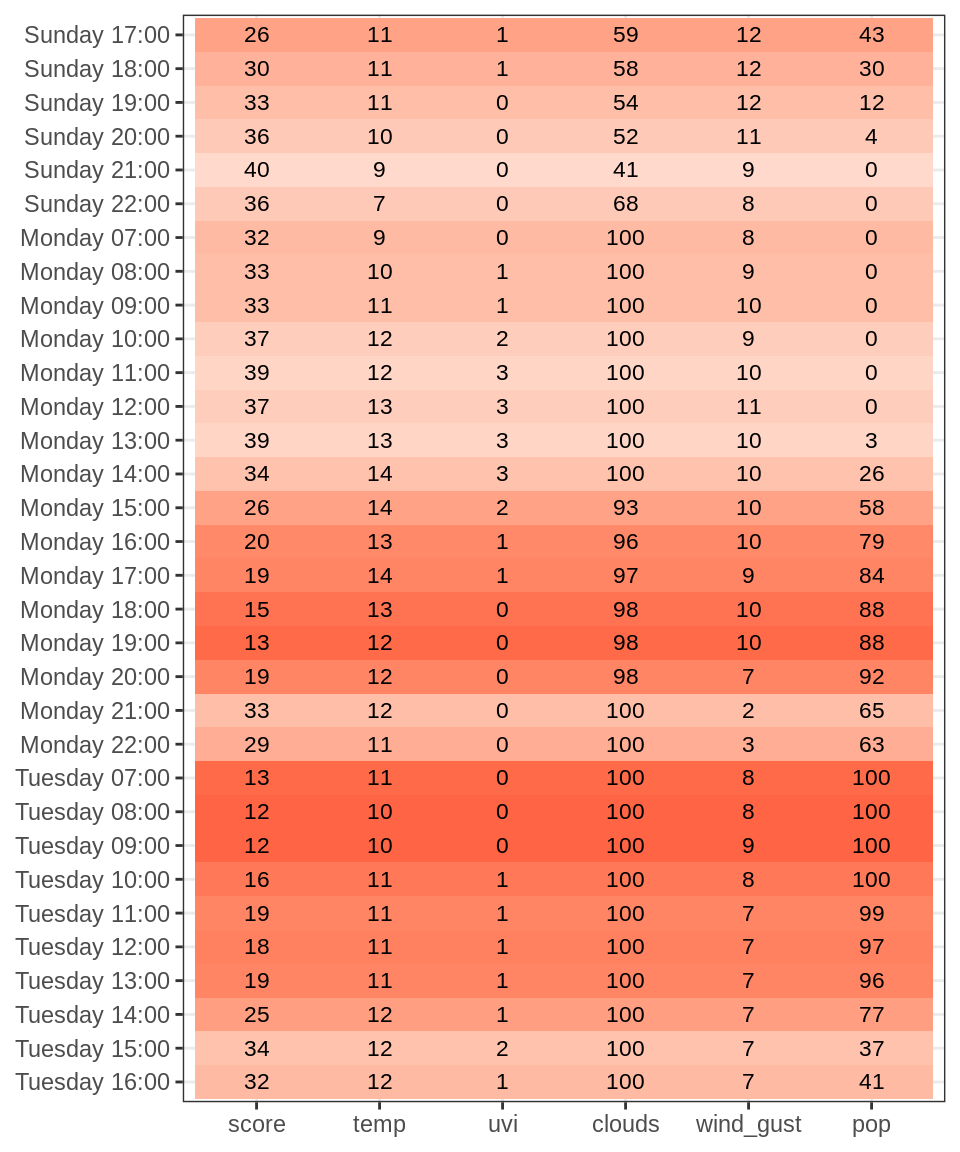 Sunday 17:00 26 11 1 59 12 43
Sunday 18:00 30 11 1 58 12 30
Sunday 19:00 33 11 0 54 12 12
Sunday 20:00 36 10 0 52 11 4
Sunday 21:00 40 9 0 41 9 0
Sunday 22:00 36 7 0 68 8 0
Monday 07:00 32 9 0 100 8 0
Monday 08:00 33 10 1 100 9 0
Monday 09:00 33 11 1 100 10 0
Monday 10:00 37 12 2 100 9 0
Monday 11:00 39 12 3 100 10 0
Monday 12:00 37 13 3 100 11 0
Monday 13:00 39 13 3 100 10 3
Monday 14:00 34 14 3 100 10 26
Monday 15:00 26 14 2 93 10 58
Monday 16:00 20 13 1 96 10 79
Monday 17:00 19 14 1 97 9 84
Monday 18:00 15 13 0 98 10 88
Monday 19:00 13 12 0 98 10 88
Monday 20:00 19 12 0 98 7 92
Monday 21:00 33 12 0 100 2 65
Monday 22:00 29 11 0 100 3 63
Tuesday 07:00 13 11 0 100 8 100
Tuesday 08:00 12 10 0 100 8 100
Tuesday 09:00 12 10 0 100 9 100
Tuesday 10:00 16 11 1 100 8 100
Tuesday 11:00 19 11 1 100 7 99
Tuesday 12:00 18 11 1 100 7 97
Tuesday 13:00 19 11 1 100 7 96
Tuesday 14:00 25 12 1 100 7 77
Tuesday 15:00 34 12 2 100 7 37
Tuesday 16:00 32 12 1 100 7 41
score temp uvi clouds wind_gust pop